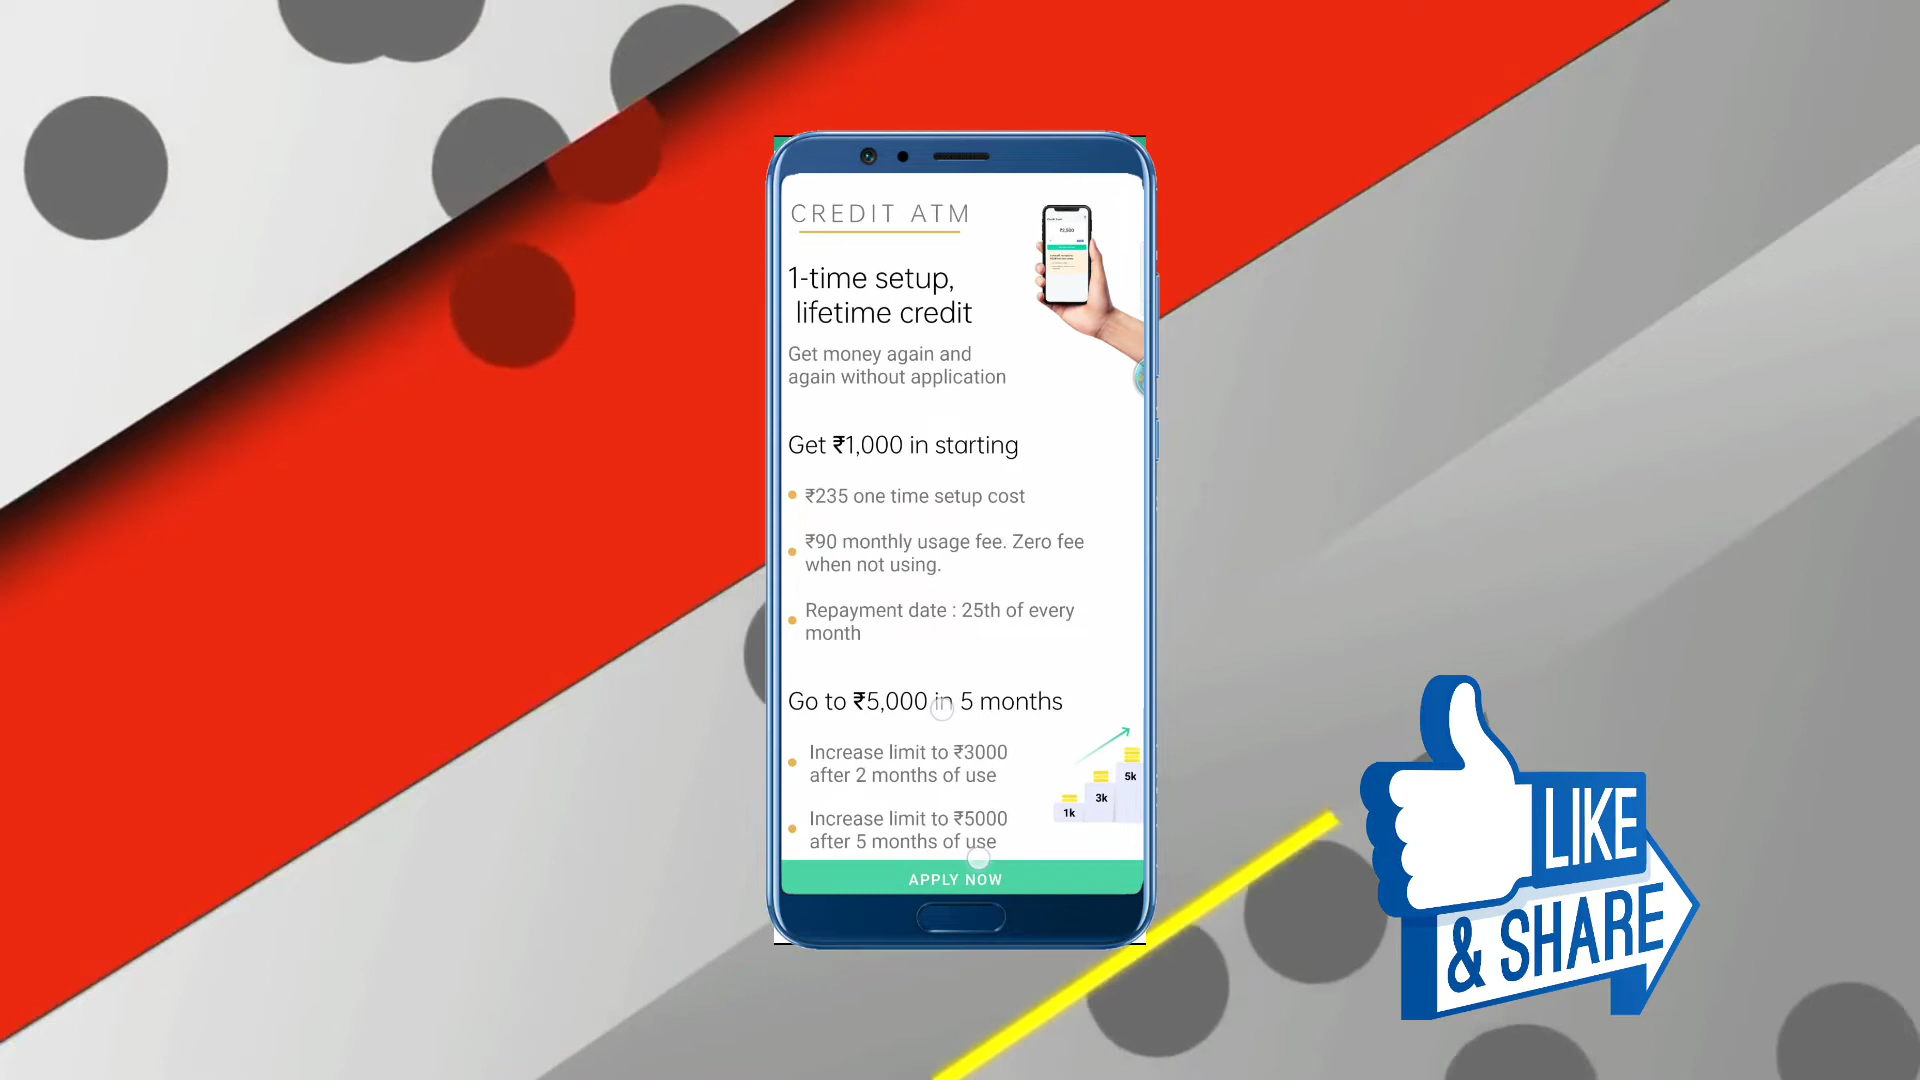 CREDIT ATM
1-time setup,
lifetime credit
Get money again and
again without application
Get ₹1,000 in starting
₹235 one time setup cost
₹90 monthly usage fee. Zero fee
when not using.
Repayment date : 25th of every
month
Go to ₹5,000 in 5 months
Increase limit to ₹3000
after 2 months of use
1k
3k
5k
Increase limit to ₹5000
after 5 months of use
APPLY NOW
LIKE
& SHARE